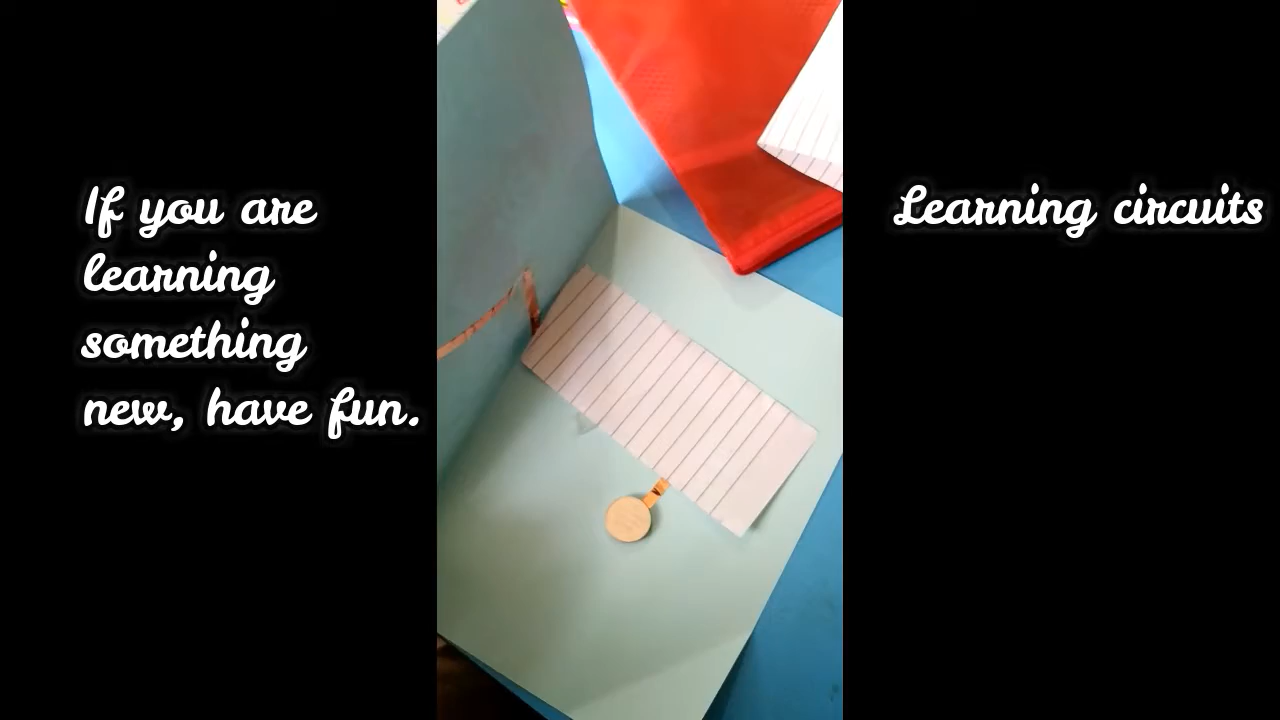 If you are
learning
something
new, have fun.
Learning circuits